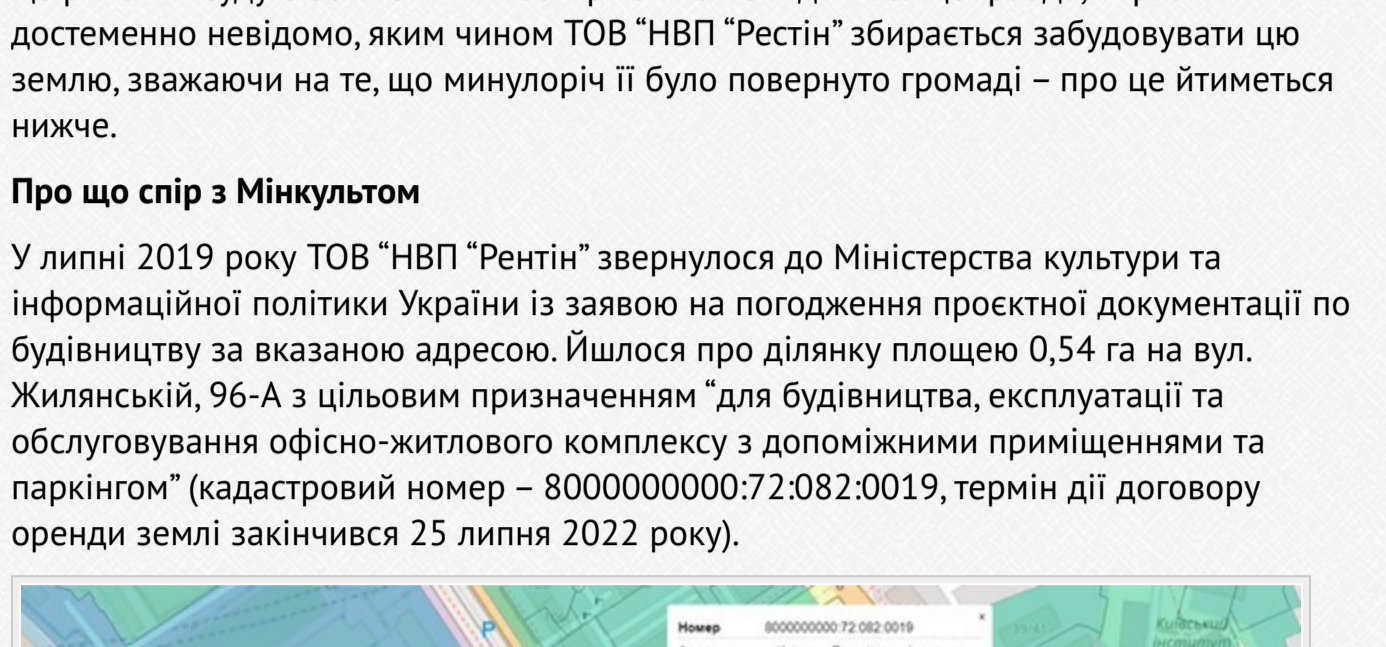 достеменно невідомо, яким чином ТОВ “НВП “Рестін” збирається забудовувати цю
землю, зважаючи на те, що минулоріч її було повернуто громаді – про це йтиметься
нижче.
Про що спір з Мінкультом
У липні 2019 року ТОВ “НВП “Рентін” звернулося до Міністерства культури та
інформаційної політики України із заявою на погодження проєктної документації по
будівництву за вказаною адресою. Йшлося про ділянку площею 0,54 га на вул.
Жилянській, 96-А з цільовим призначенням “для будівництва, експлуатації та
обслуговування офісно-житлового комплексу з допоміжними приміщеннями та
паркінгом” (кадастровий номер – 8000000000:72:082:0019, термін дії договору
оренди землі закінчився 25 липня 2022 року).
P
Номер 8000000000:72:082:0019
39/41
Київський
інститут